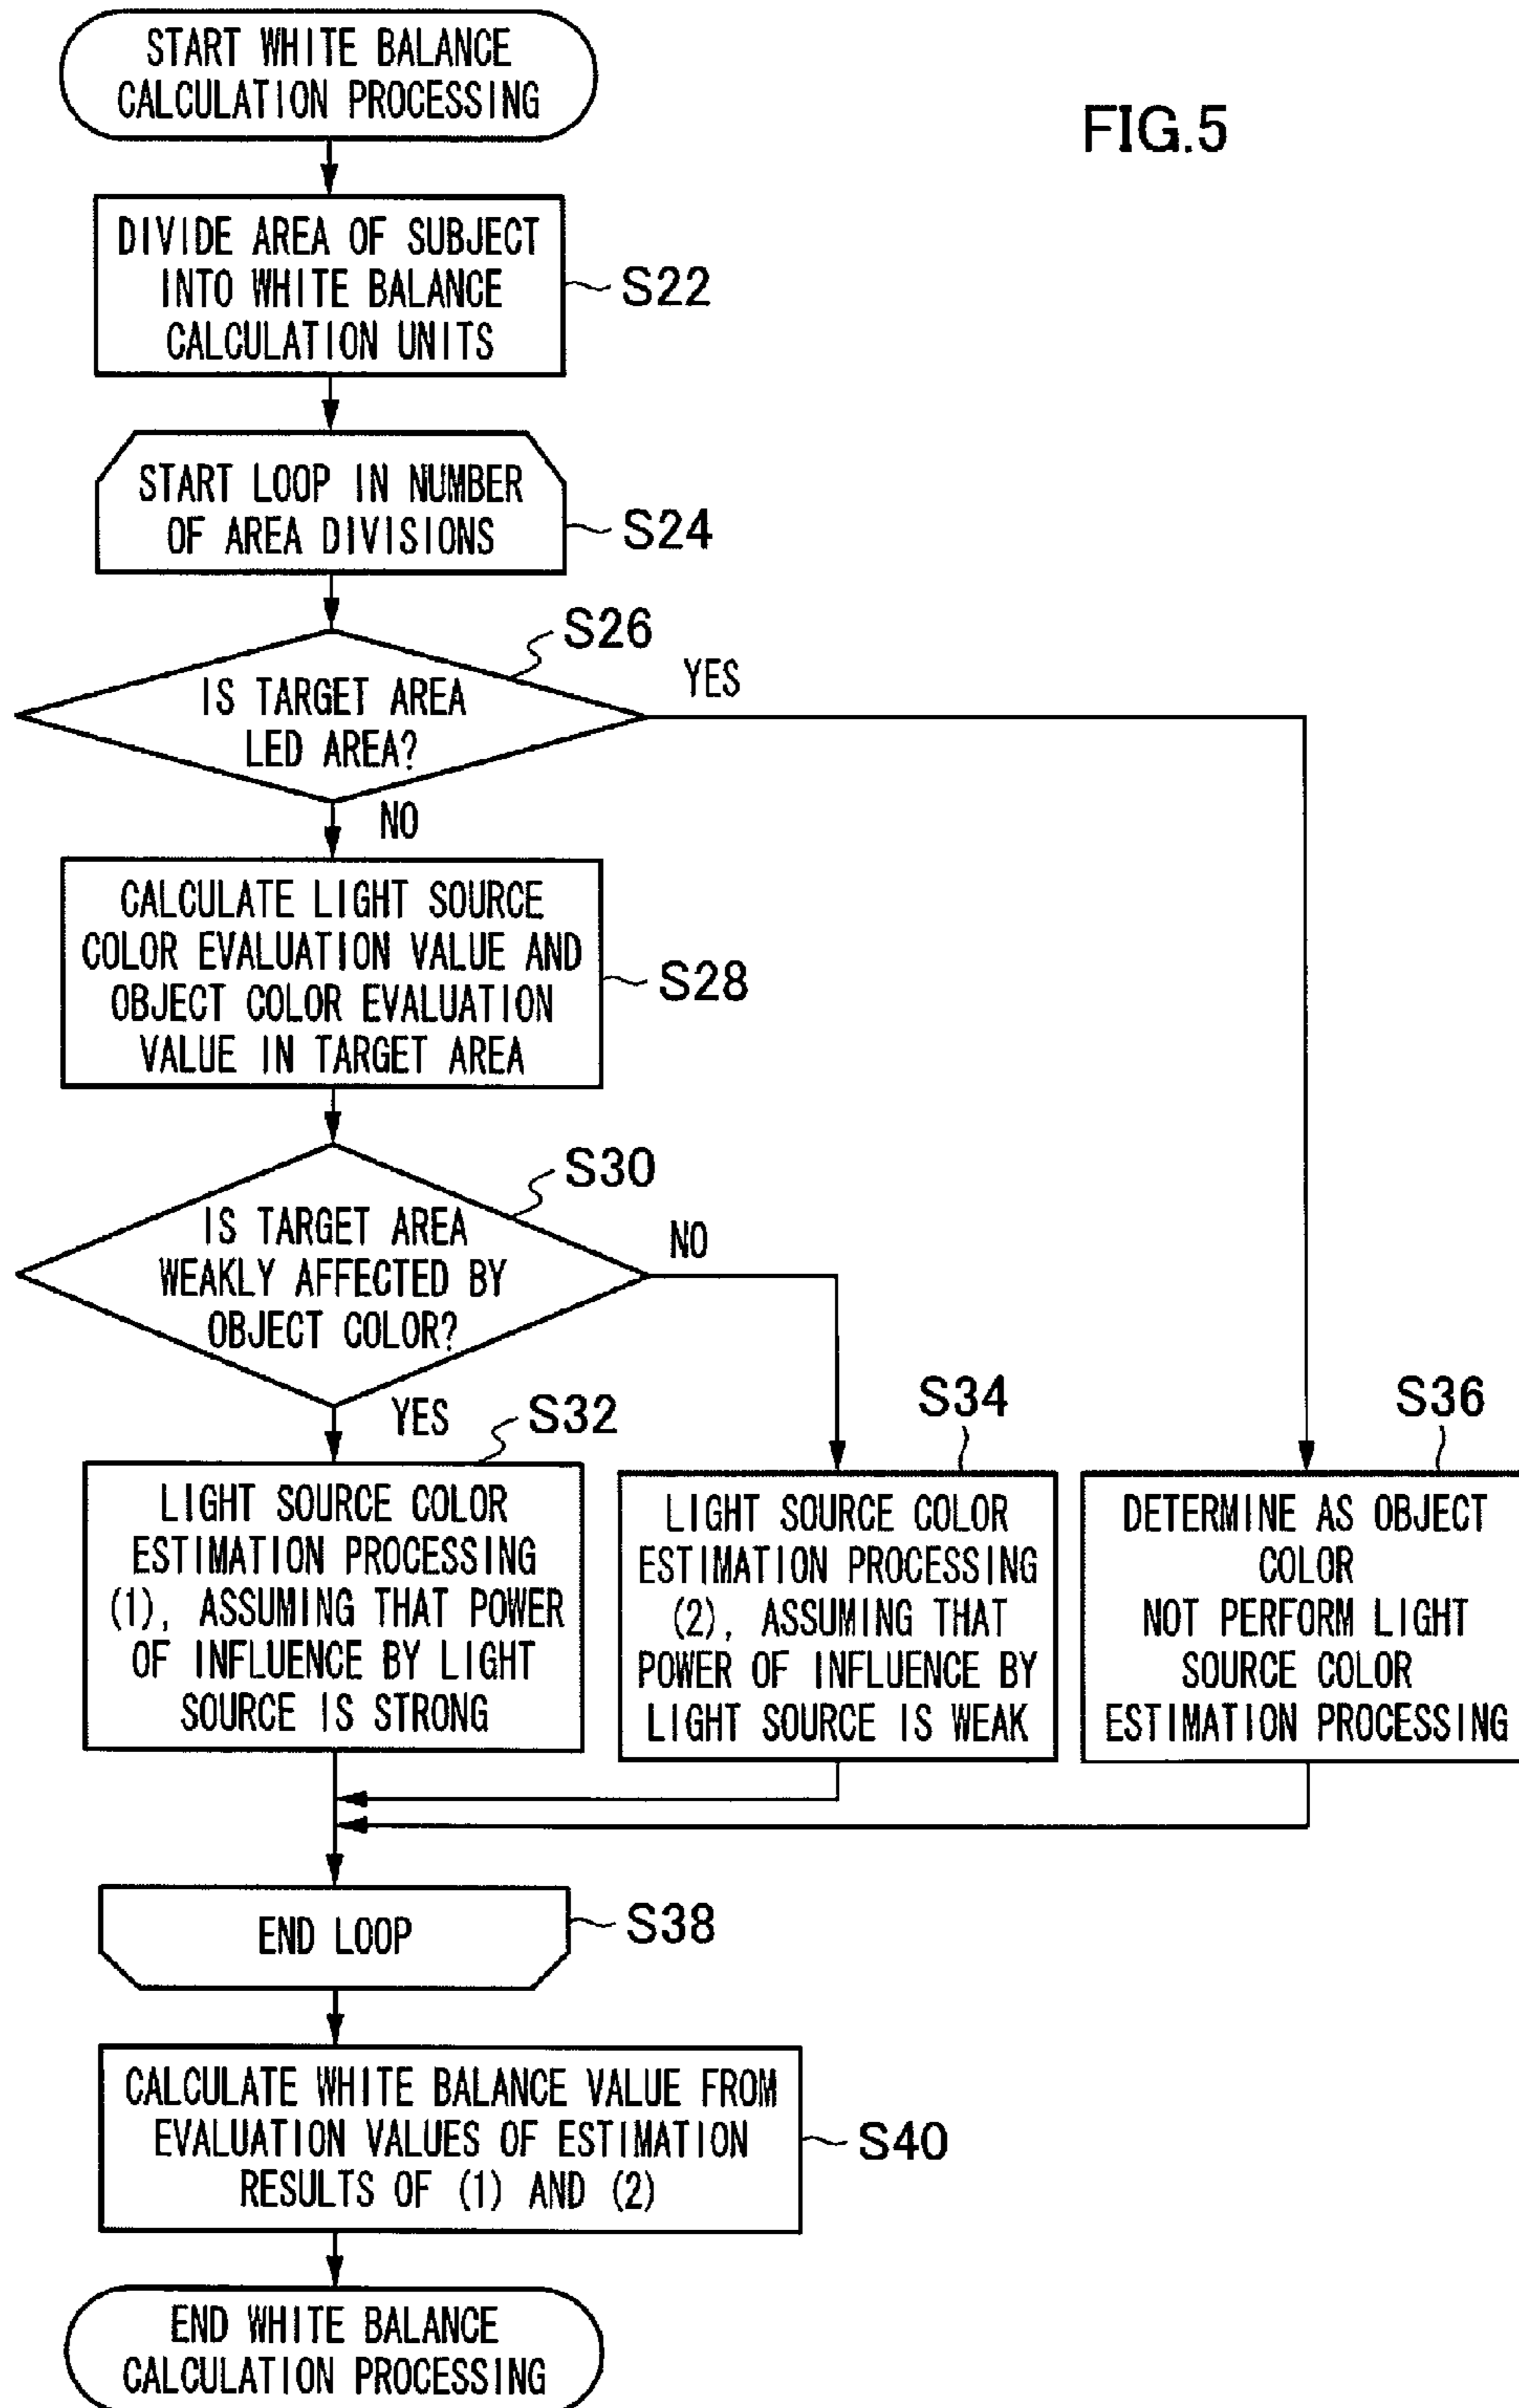 START WHITE BALANCE
CALCULATION PROCESSING
FIG.5
DIVIDE AREA OF SUBJECT
INTO WHITE BALANCE
CALCULATION UNITS
S22
START LOOP IN NUMBER
OF AREA DIVISIONS
S24
S26
IS TARGET AREA
LED AREA?
YES
NO
CALCULATE LIGHT SOURCE
COLOR EVALUATION VALUE AND
OBJECT COLOR EVALUATION
VALUE IN TARGET AREA
S28
S30
IS TARGET AREA
WEAKLY AFFECTED BY
OBJECT COLOR?
NO
YES
S32
LIGHT SOURCE COLOR
ESTIMATION PROCESSING
(1), ASSUMING THAT POWER
OF INFLUENCE BY LIGHT
SOURCE IS STRONG
S34
LIGHT SOURCE COLOR
ESTIMATION PROCESSING
(2), ASSUMING THAT
POWER OF INFLUENCE BY
LIGHT SOURCE IS WEAK
S36
DETERMINE AS OBJECT
COLOR
NOT PERFORM LIGHT
SOURCE COLOR
ESTIMATION PROCESSING
END LOOP
S38
CALCULATE WHITE BALANCE VALUE FROM
EVALUATION VALUES OF ESTIMATION
RESULTS OF (1) AND (2)
S40
END WHITE BALANCE
CALCULATION PROCESSING